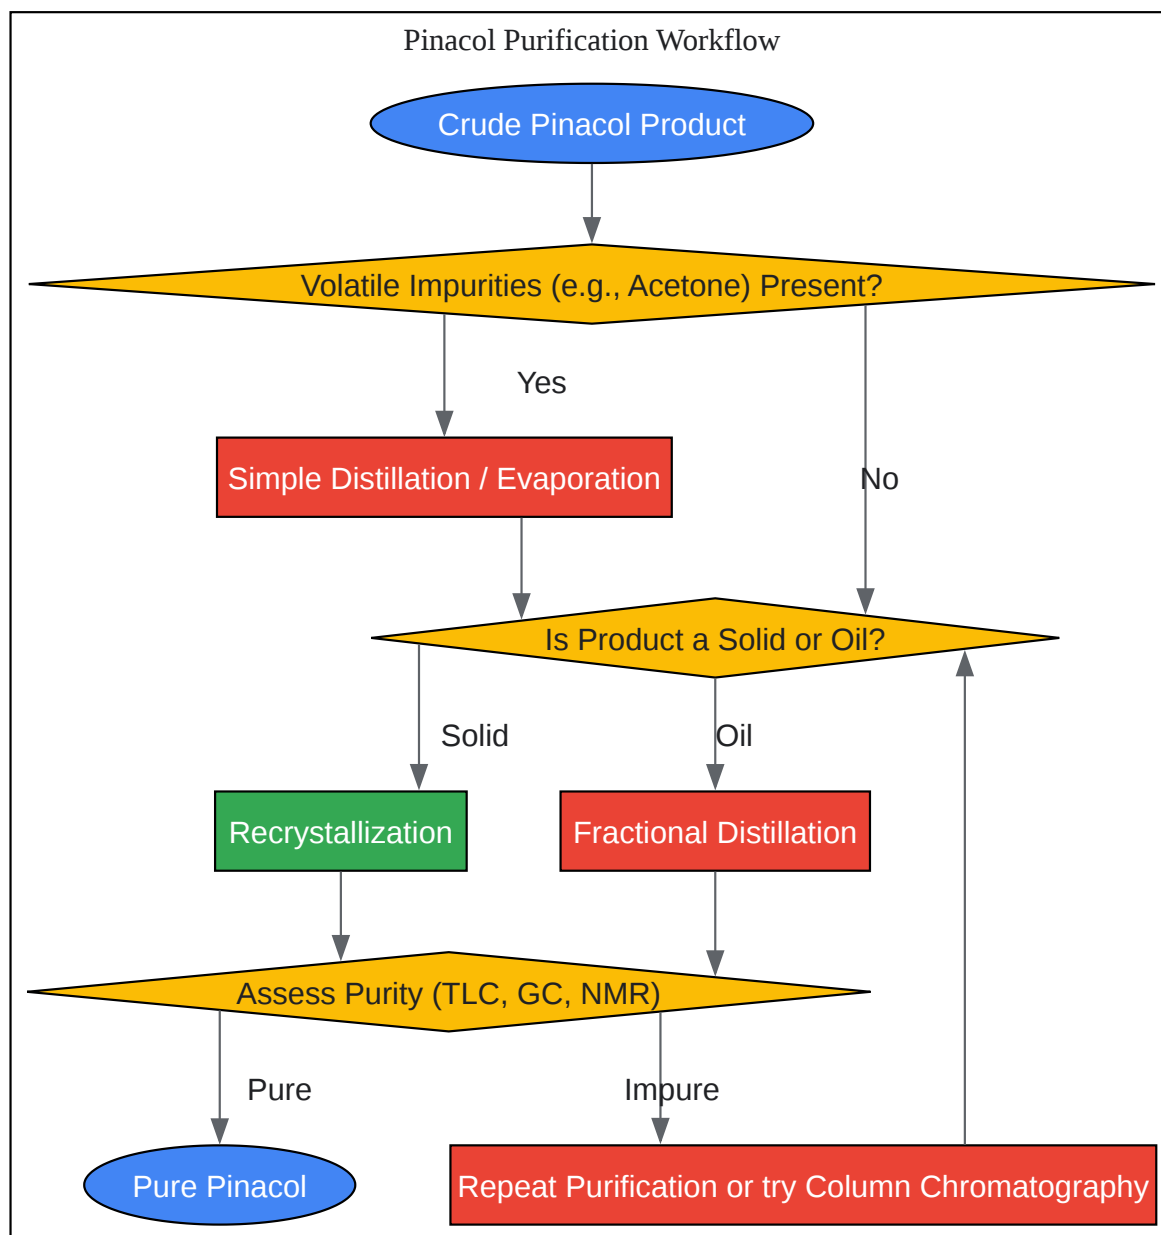 Pinacol Purification Workflow
Crude Pinacol Product
Volatile Impurities (e.g., Acetone) Present?
Yes
Simple Distillation / Evaporation
No
Is Product a Solid or Oil?
Solid
Oil
Recrystallization
Fractional Distillation
Assess Purity (TLC, GC, NMR)
Pure
Impure
Pure Pinacol
Repeat Purification or try Column Chromatography